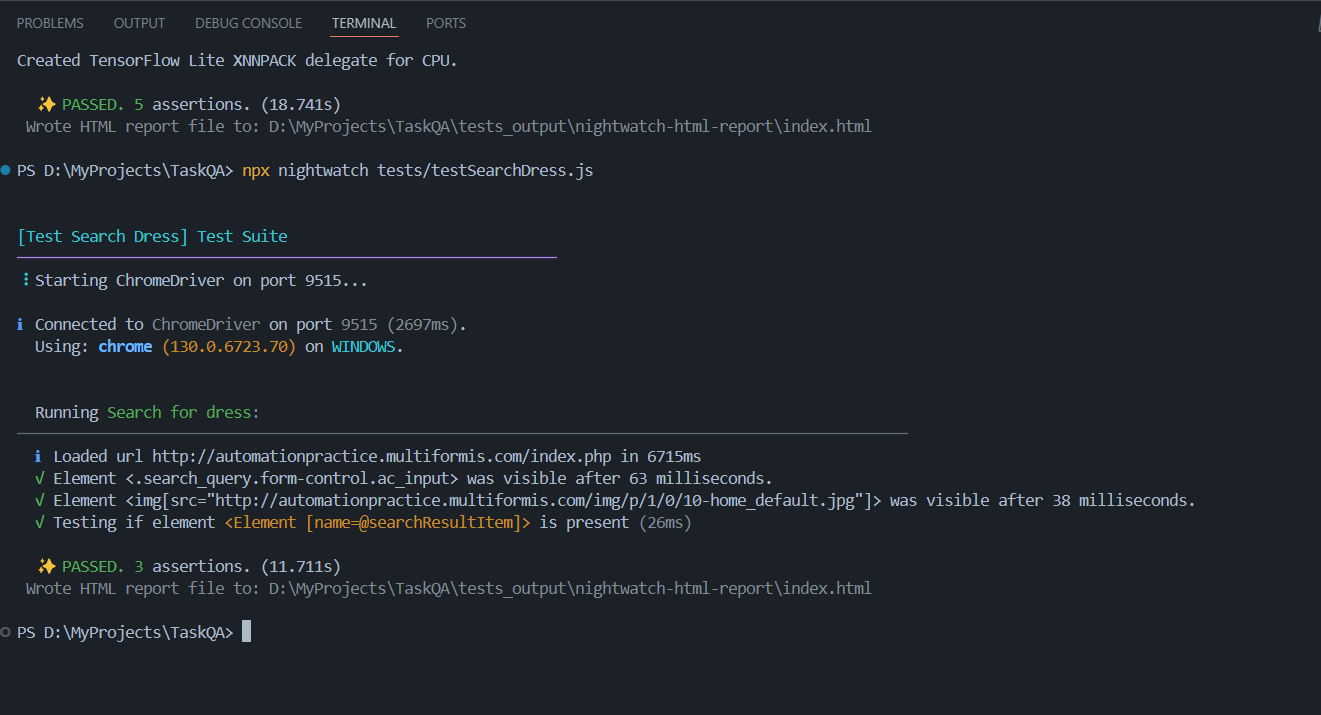 PROBLEMS OUTPUT DEBUG CONSOLE TERMINAL PORTS
Created TensorFlow Lite XNNPACK delegate for CPU.
✨ PASSED. 5 assertions. (18.741s)
Wrote HTML report file to: D:\MyProjects\TaskQA\tests_output\nightwatch-html-report\index.html
PS D:\MyProjects\TaskQA> npx nightwatch tests/testSearchDress.js
[Test Search Dress] Test Suite
⋮ Starting ChromeDriver on port 9515...
ℹ Connected to ChromeDriver on port 9515 (2697ms).
Using: chrome (130.0.6723.70) on WINDOWS.
Running Search for dress:
ℹ Loaded url http://automationpractice.multiformis.com/index.php in 6715ms
√ Element <.search_query.form-control.ac_input> was visible after 63 milliseconds.
√ Element <img[src="http://automationpractice.multiformis.com/img/p/1/0/10-home_default.jpg"]> was visible after 38 milliseconds.
√ Testing if element <Element [name=@searchResultItem]> is present (26ms)
✨ PASSED. 3 assertions. (11.711s)
Wrote HTML report file to: D:\MyProjects\TaskQA\tests_output\nightwatch-html-report\index.html
PS D:\MyProjects\TaskQA>